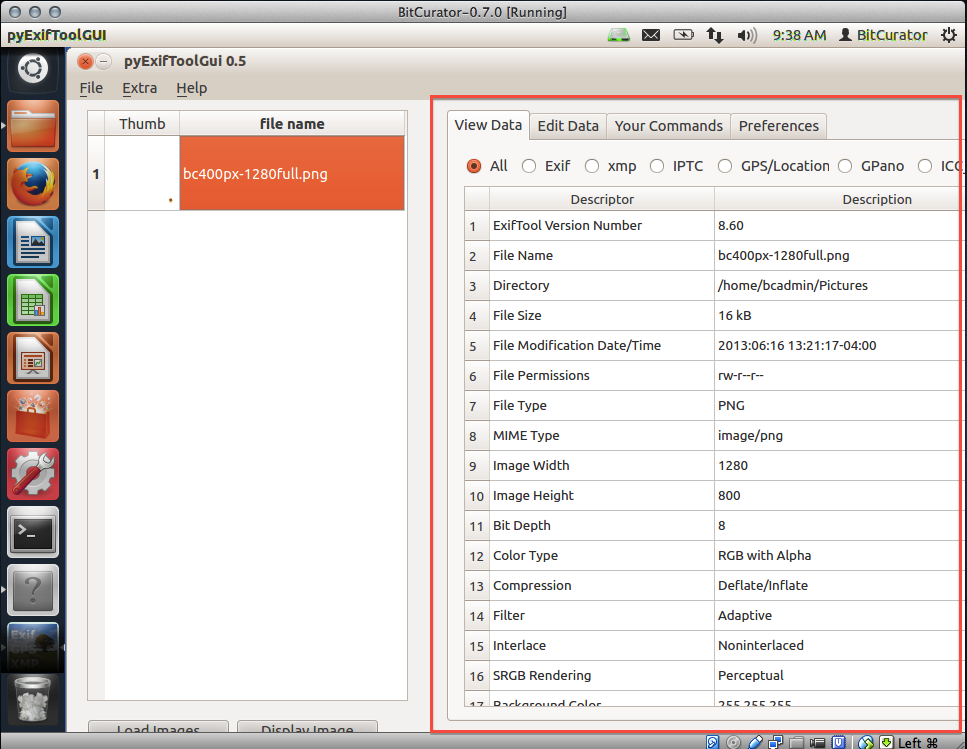 BitCurator-0.7.0 [Running]
pyExifToolGUI 9:38 AM BitCurator
pyExifToolGui 0.5
File Extra Help
Thumb file name
1 bc400px-1280full.png
Load Images Display Image
View Data Edit Data Your Commands Preferences
All Exif xmp IPTC GPS/Location GPano ICC
Descriptor Description
1 ExifTool Version Number 8.60
2 File Name bc400px-1280full.png
3 Directory /home/bcadmin/Pictures
4 File Size 16 kB
5 File Modification Date/Time 2013:06:16 13:21:17-04:00
6 File Permissions rw-r--r--
7 File Type PNG
8 MIME Type image/png
9 Image Width 1280
10 Image Height 800
11 Bit Depth 8
12 Color Type RGB with Alpha
13 Compression Deflate/Inflate
14 Filter Adaptive
15 Interlace Noninterlaced
16 SRGB Rendering Perceptual
17 Background Color 255 255 255
Exif
XMP
Left ⌘